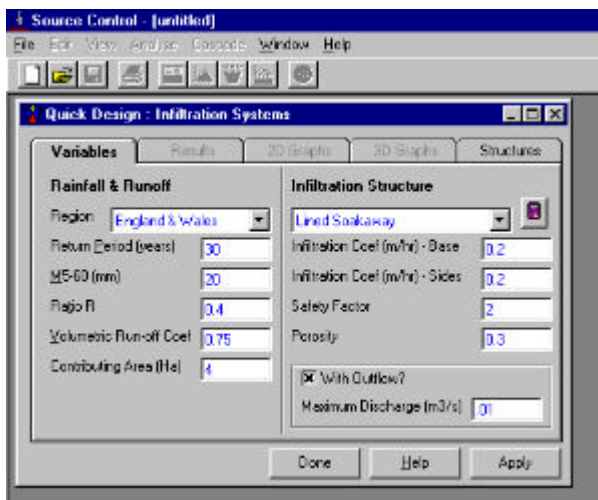 Source Control - [untitled]
File Edit View Analyse Cascade Window Help
Quick Design : Infiltration Systems
Variables Results 2D Graphs 3D Graphs Structures
Rainfall & Runoff
Region England & Wales
Return Period (years) 30
M5-60 (mm) 20
Ratio R 0.4
Volumetric Run-off Coef 0.75
Contributing Area (Ha) 4
Infiltration Structure
Lined Soakaway
Infiltration Coef (m/hr) - Base 0.2
Infiltration Coef (m/hr) - Sides 0.2
Safety Factor 2
Porosity 0.3
With Outflow?
Maximum Discharge (m3/s) .01
Done Help Apply